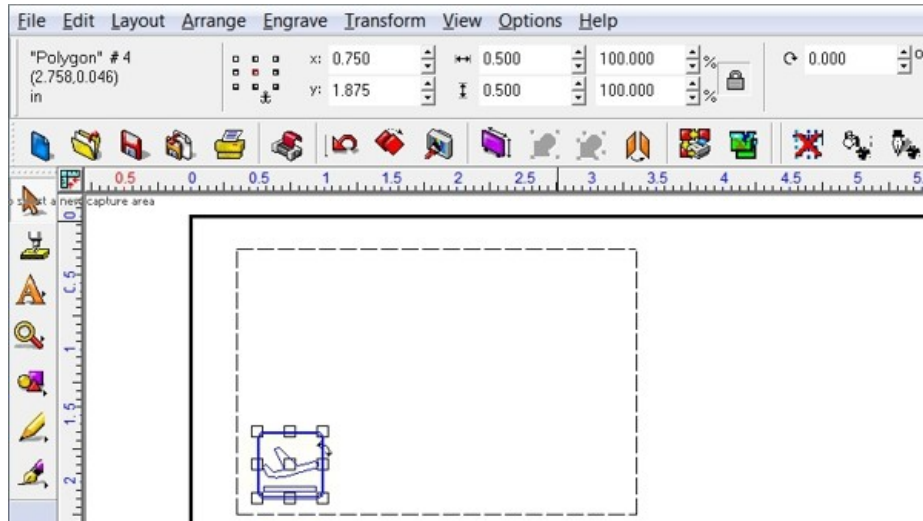 File Edit Layout Arrange Engrave Transform View Options Help
"Polygon" # 4
(2.758,0.046)
in
x: 0.750
y: 1.875
0.500
0.500
100.000 %
100.000 %
0.000 o
0.5 0 0.5 1 1.5 2 2.5 3 3.5 4 4.5 5 5.
a new capture area
0
0.5
1
1.5
2